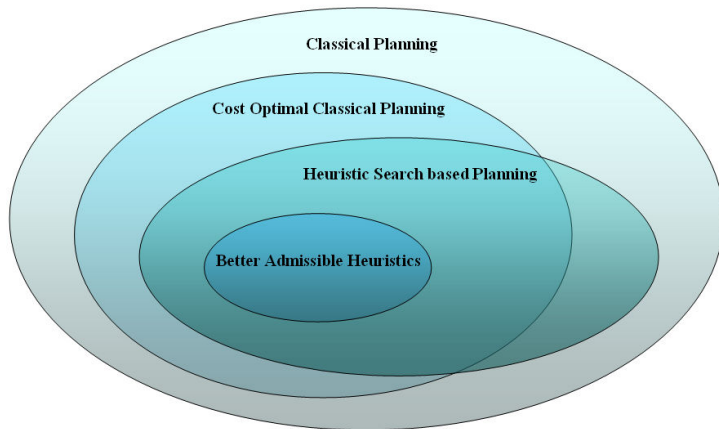 Classical Planning
Cost Optimal Classical Planning
Heuristic Search based Planning
Better Admissible Heuristics